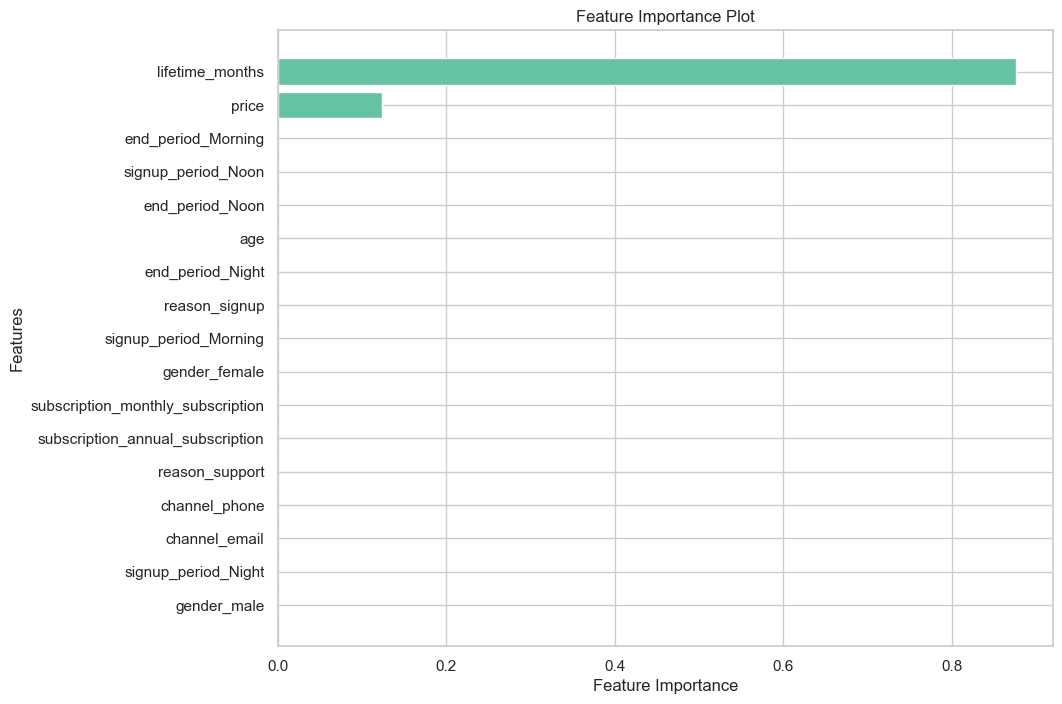 Feature Importance Plot
lifetime_months
price
end_period_Morning
signup_period_Noon
end_period_Noon
age
end_period_Night
reason_signup
signup_period_Morning
gender_female
subscription_monthly_subscription
subscription_annual_subscription
reason_support
channel_phone
channel_email
signup_period_Night
gender_male
Features
0.0 0.2 0.4 0.6 0.8
Feature Importance